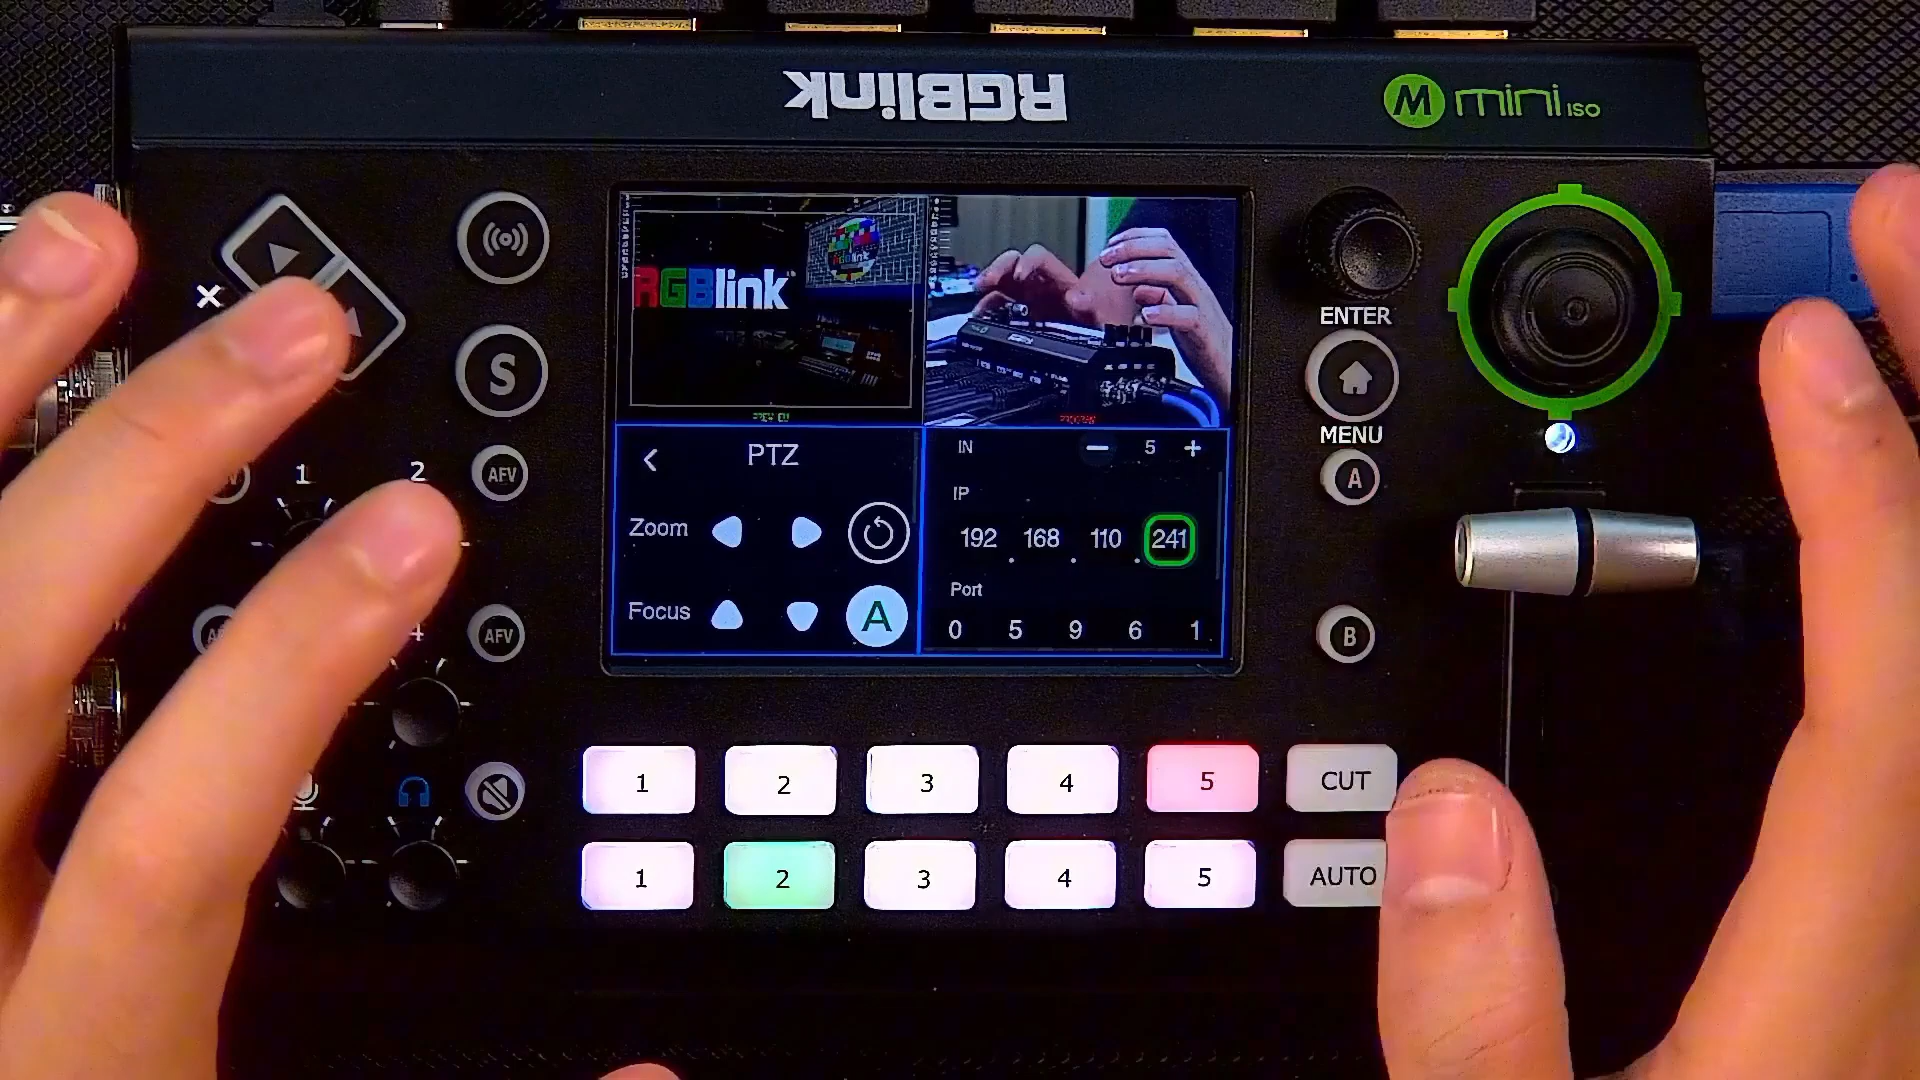 RGBlink
M mini ISO
RGBlink
RGBlink
PROGRAM
ENTER
MENU
S
1 2
AFV
A
PTZ
IN 5
IP
Zoom
192 . 168 . 110 . 241
Port
Focus A
0 5 9 6 1
AFV
B
1 2 3 4 5 CUT
1 2 3 4 5 AUTO